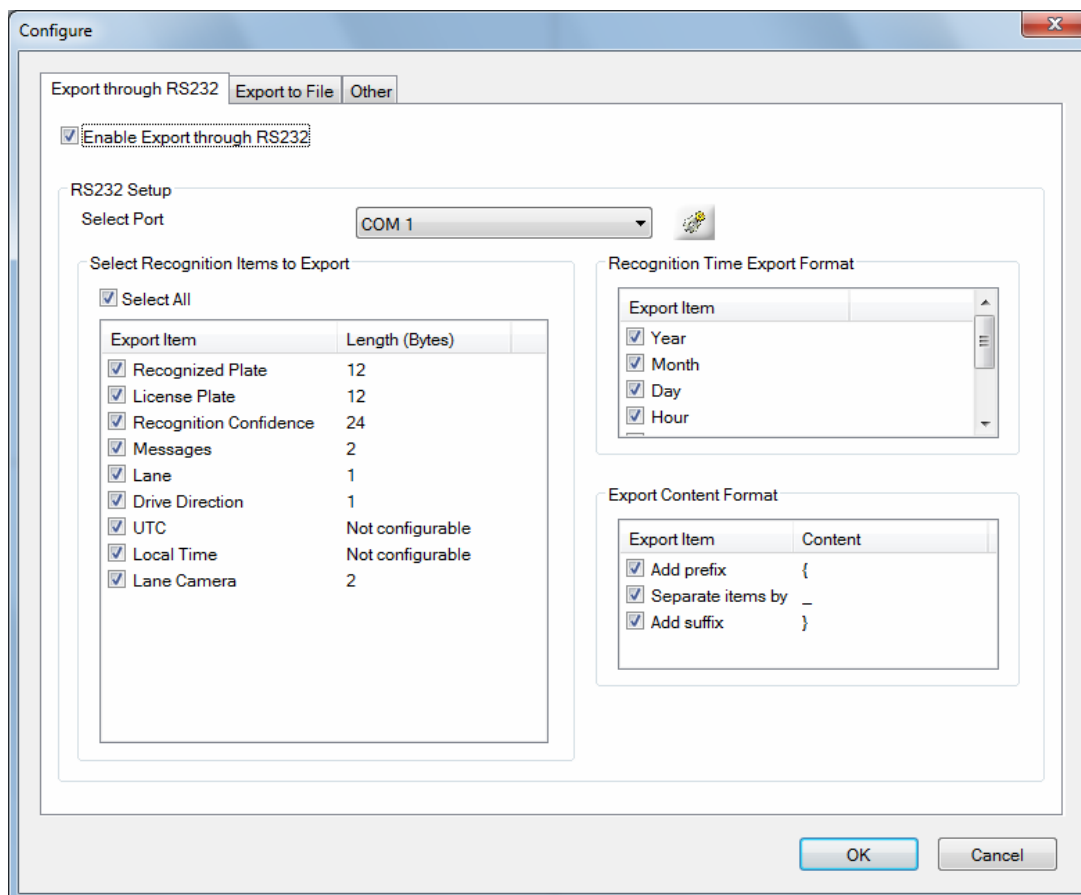 Configure
Export through RS232 Export to File Other
Enable Export through RS232
RS232 Setup
Select Port COM 1
Select Recognition Items to Export
Select All
Export Item Length (Bytes)
Recognized Plate 12
License Plate 12
Recognition Confidence 24
Messages 2
Lane 1
Drive Direction 1
UTC Not configurable
Local Time Not configurable
Lane Camera 2
Recognition Time Export Format
Export Item
Year
Month
Day
Hour
Export Content Format
Export Item Content
Add prefix {
Separate items by _
Add suffix }
OK Cancel